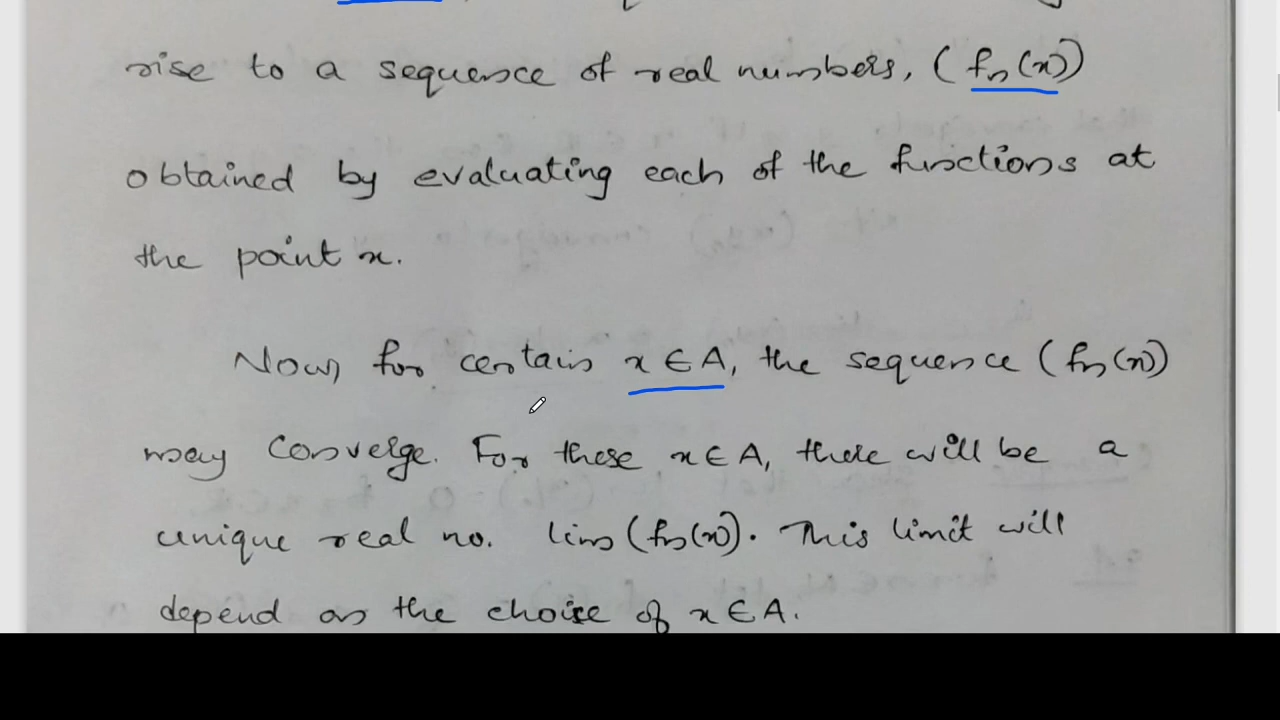 rise to a sequence of real numbers, (fn(x))
obtained by evaluating each of the functions at
the point x.
Now, for certain x ∈ A, the sequence (fn(x))
may converge. For these x ∈ A, there will be a
unique real no. lim (fn(x)). This limit will
depend on the choice of x ∈ A.